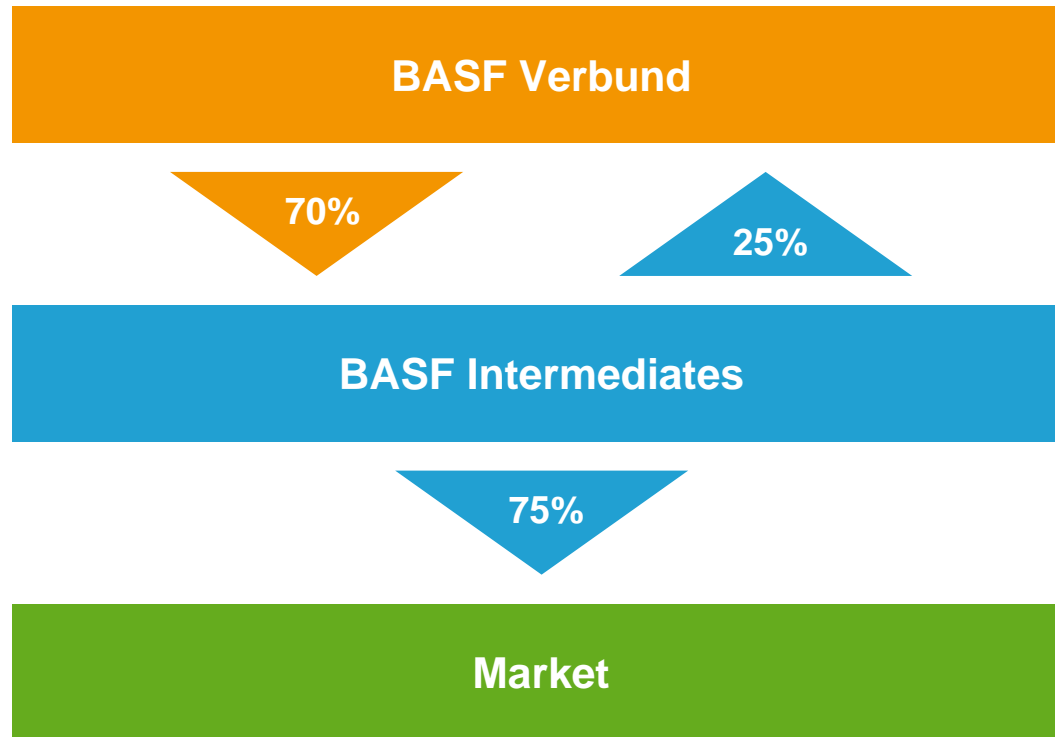 BASF Verbund
70%
25%
BASF Intermediates
75%
Market